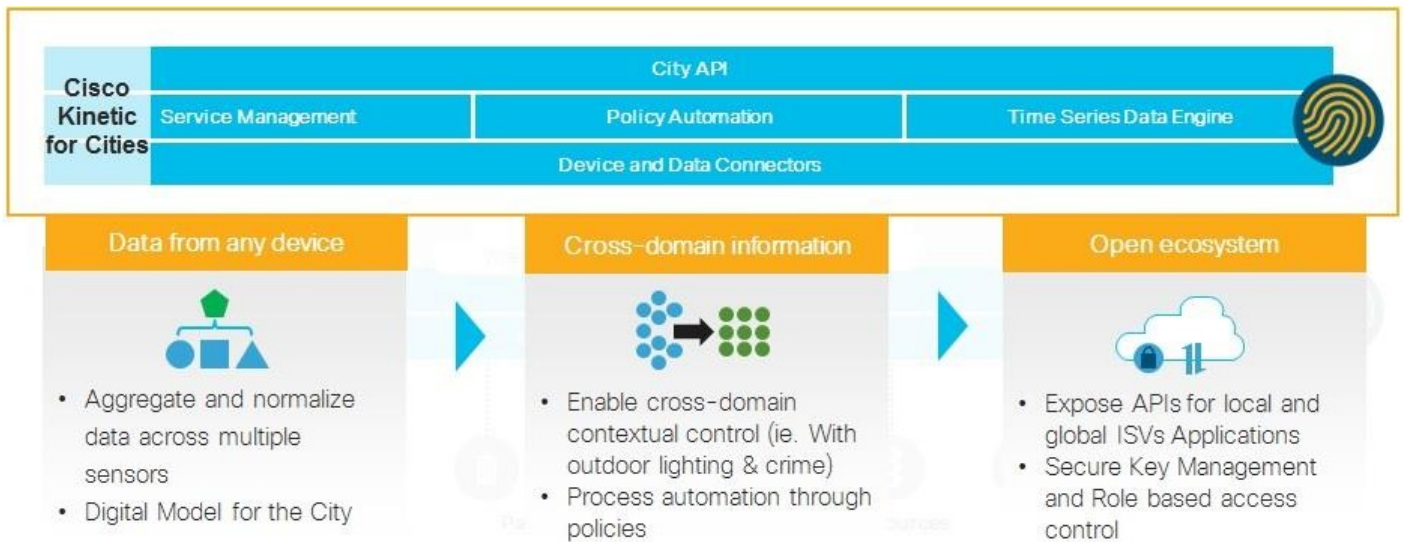 Cisco
Kinetic
for Cities
City API
Service Management
Policy Automation
Time Series Data Engine
Device and Data Connectors
Data from any device
• Aggregate and normalize
data across multiple
sensors
• Digital Model for the City
Cross-domain information
• Enable cross-domain
contextual control (ie. With
outdoor lighting & crime)
• Process automation through
policies
Open ecosystem
• Expose APIs for local and
global ISVs Applications
• Secure Key Management
and Role based access
control